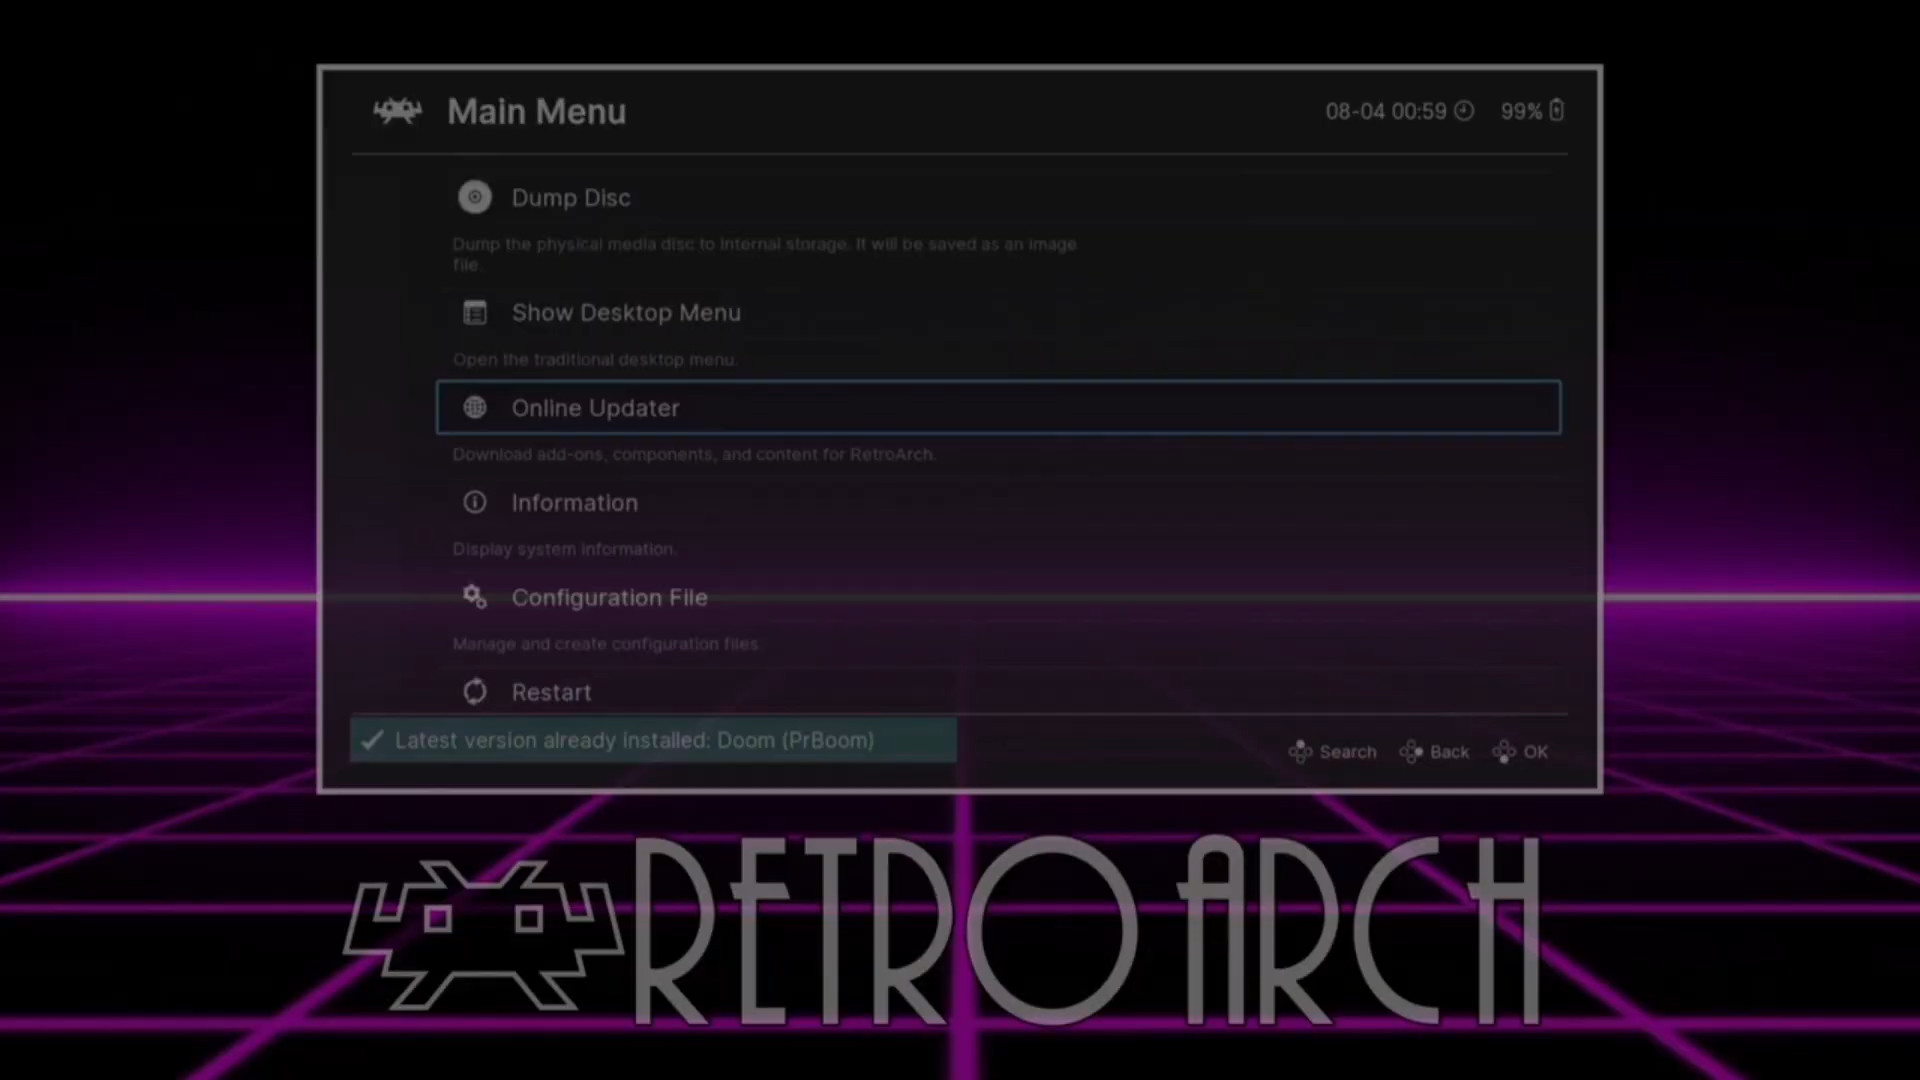 Main Menu
08-04 00:59 99%
Dump Disc
Dump the physical media disc to internal storage. It will be saved as an image
file.
Show Desktop Menu
Open the traditional desktop menu.
Online Updater
Download add-ons, components, and content for RetroArch.
Information
Display system information.
Configuration File
Manage and create configuration files.
Restart
Latest version already installed: Doom (PrBoom)
Search Back OK
RETRO ARCH